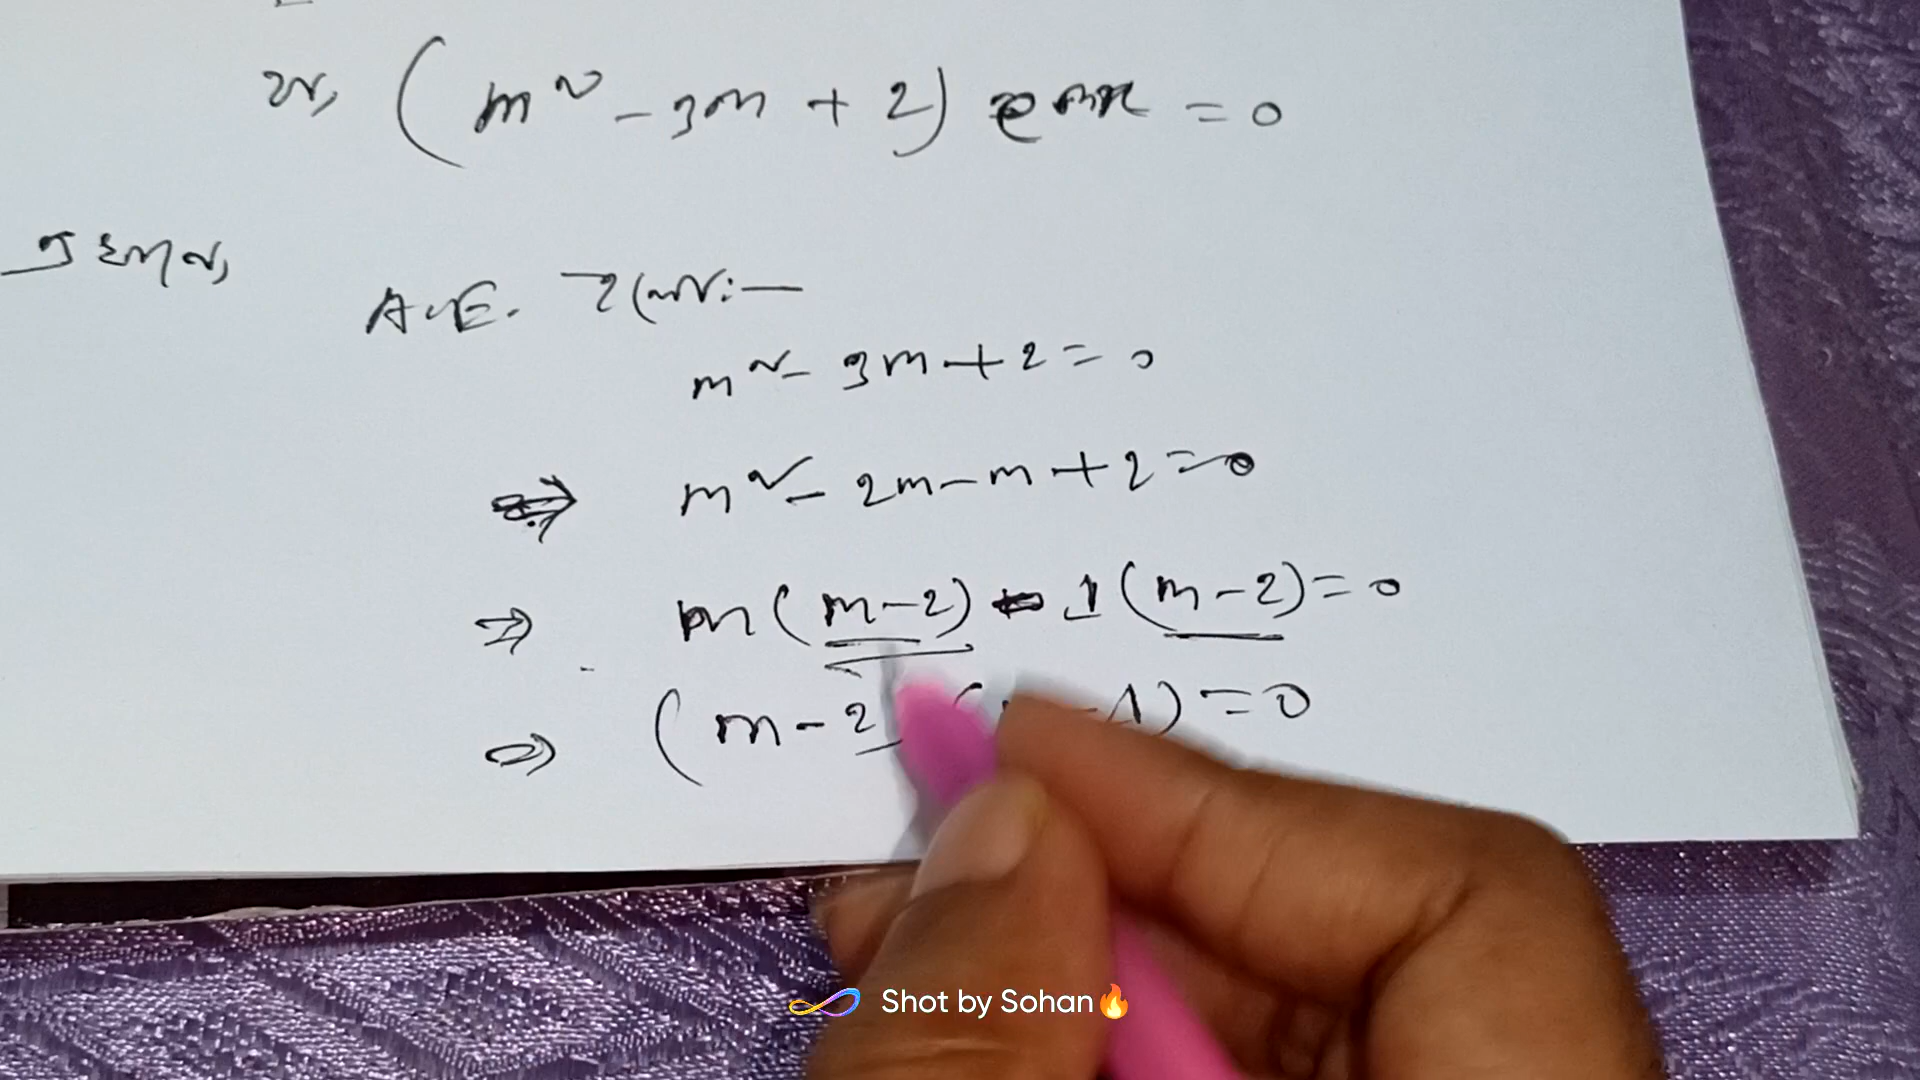 বা, (m² - 3m + 2) e^mx = 0
A.E. হবে:—
m² - 3m + 2 = 0
⇒ m² - 2m - m + 2 = 0
⇒ m (m - 2) - 1 (m - 2) = 0
⇒ (m - 2) ( - 1) = 0
Shot by Sohan🔥